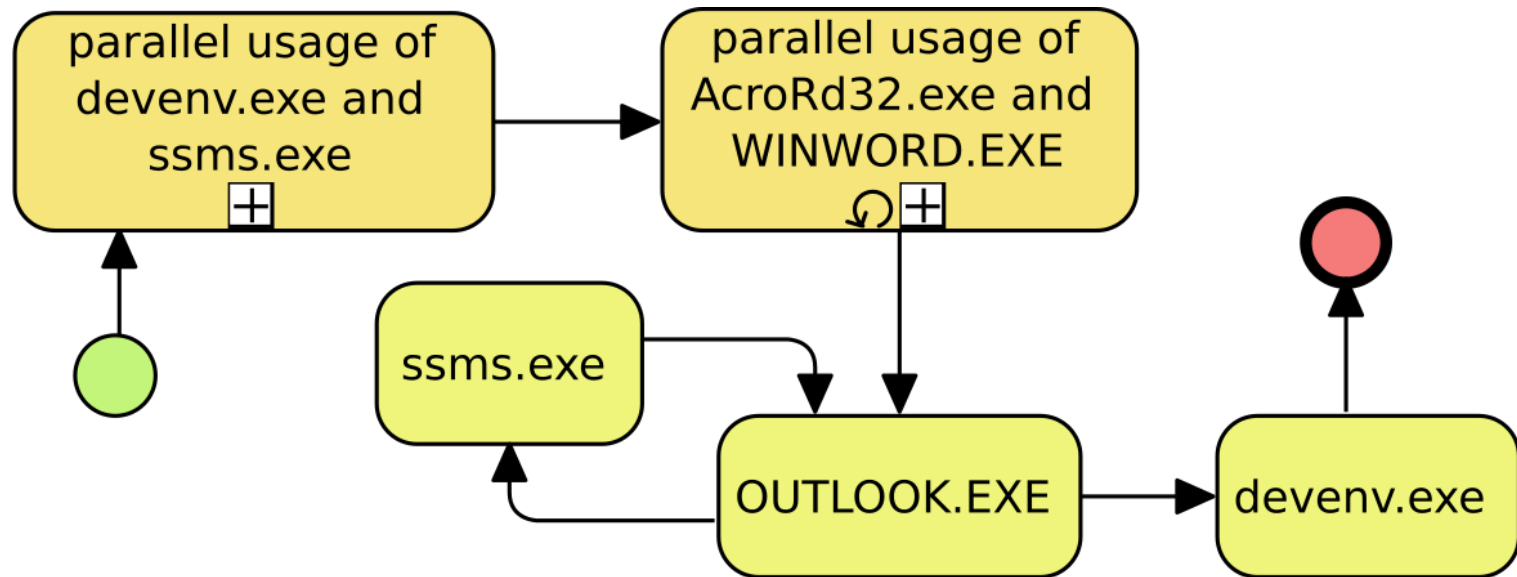 parallel usage of
devenv.exe and
ssms.exe
parallel usage of
AcroRd32.exe and
WINWORD.EXE
ssms.exe
OUTLOOK.EXE
devenv.exe